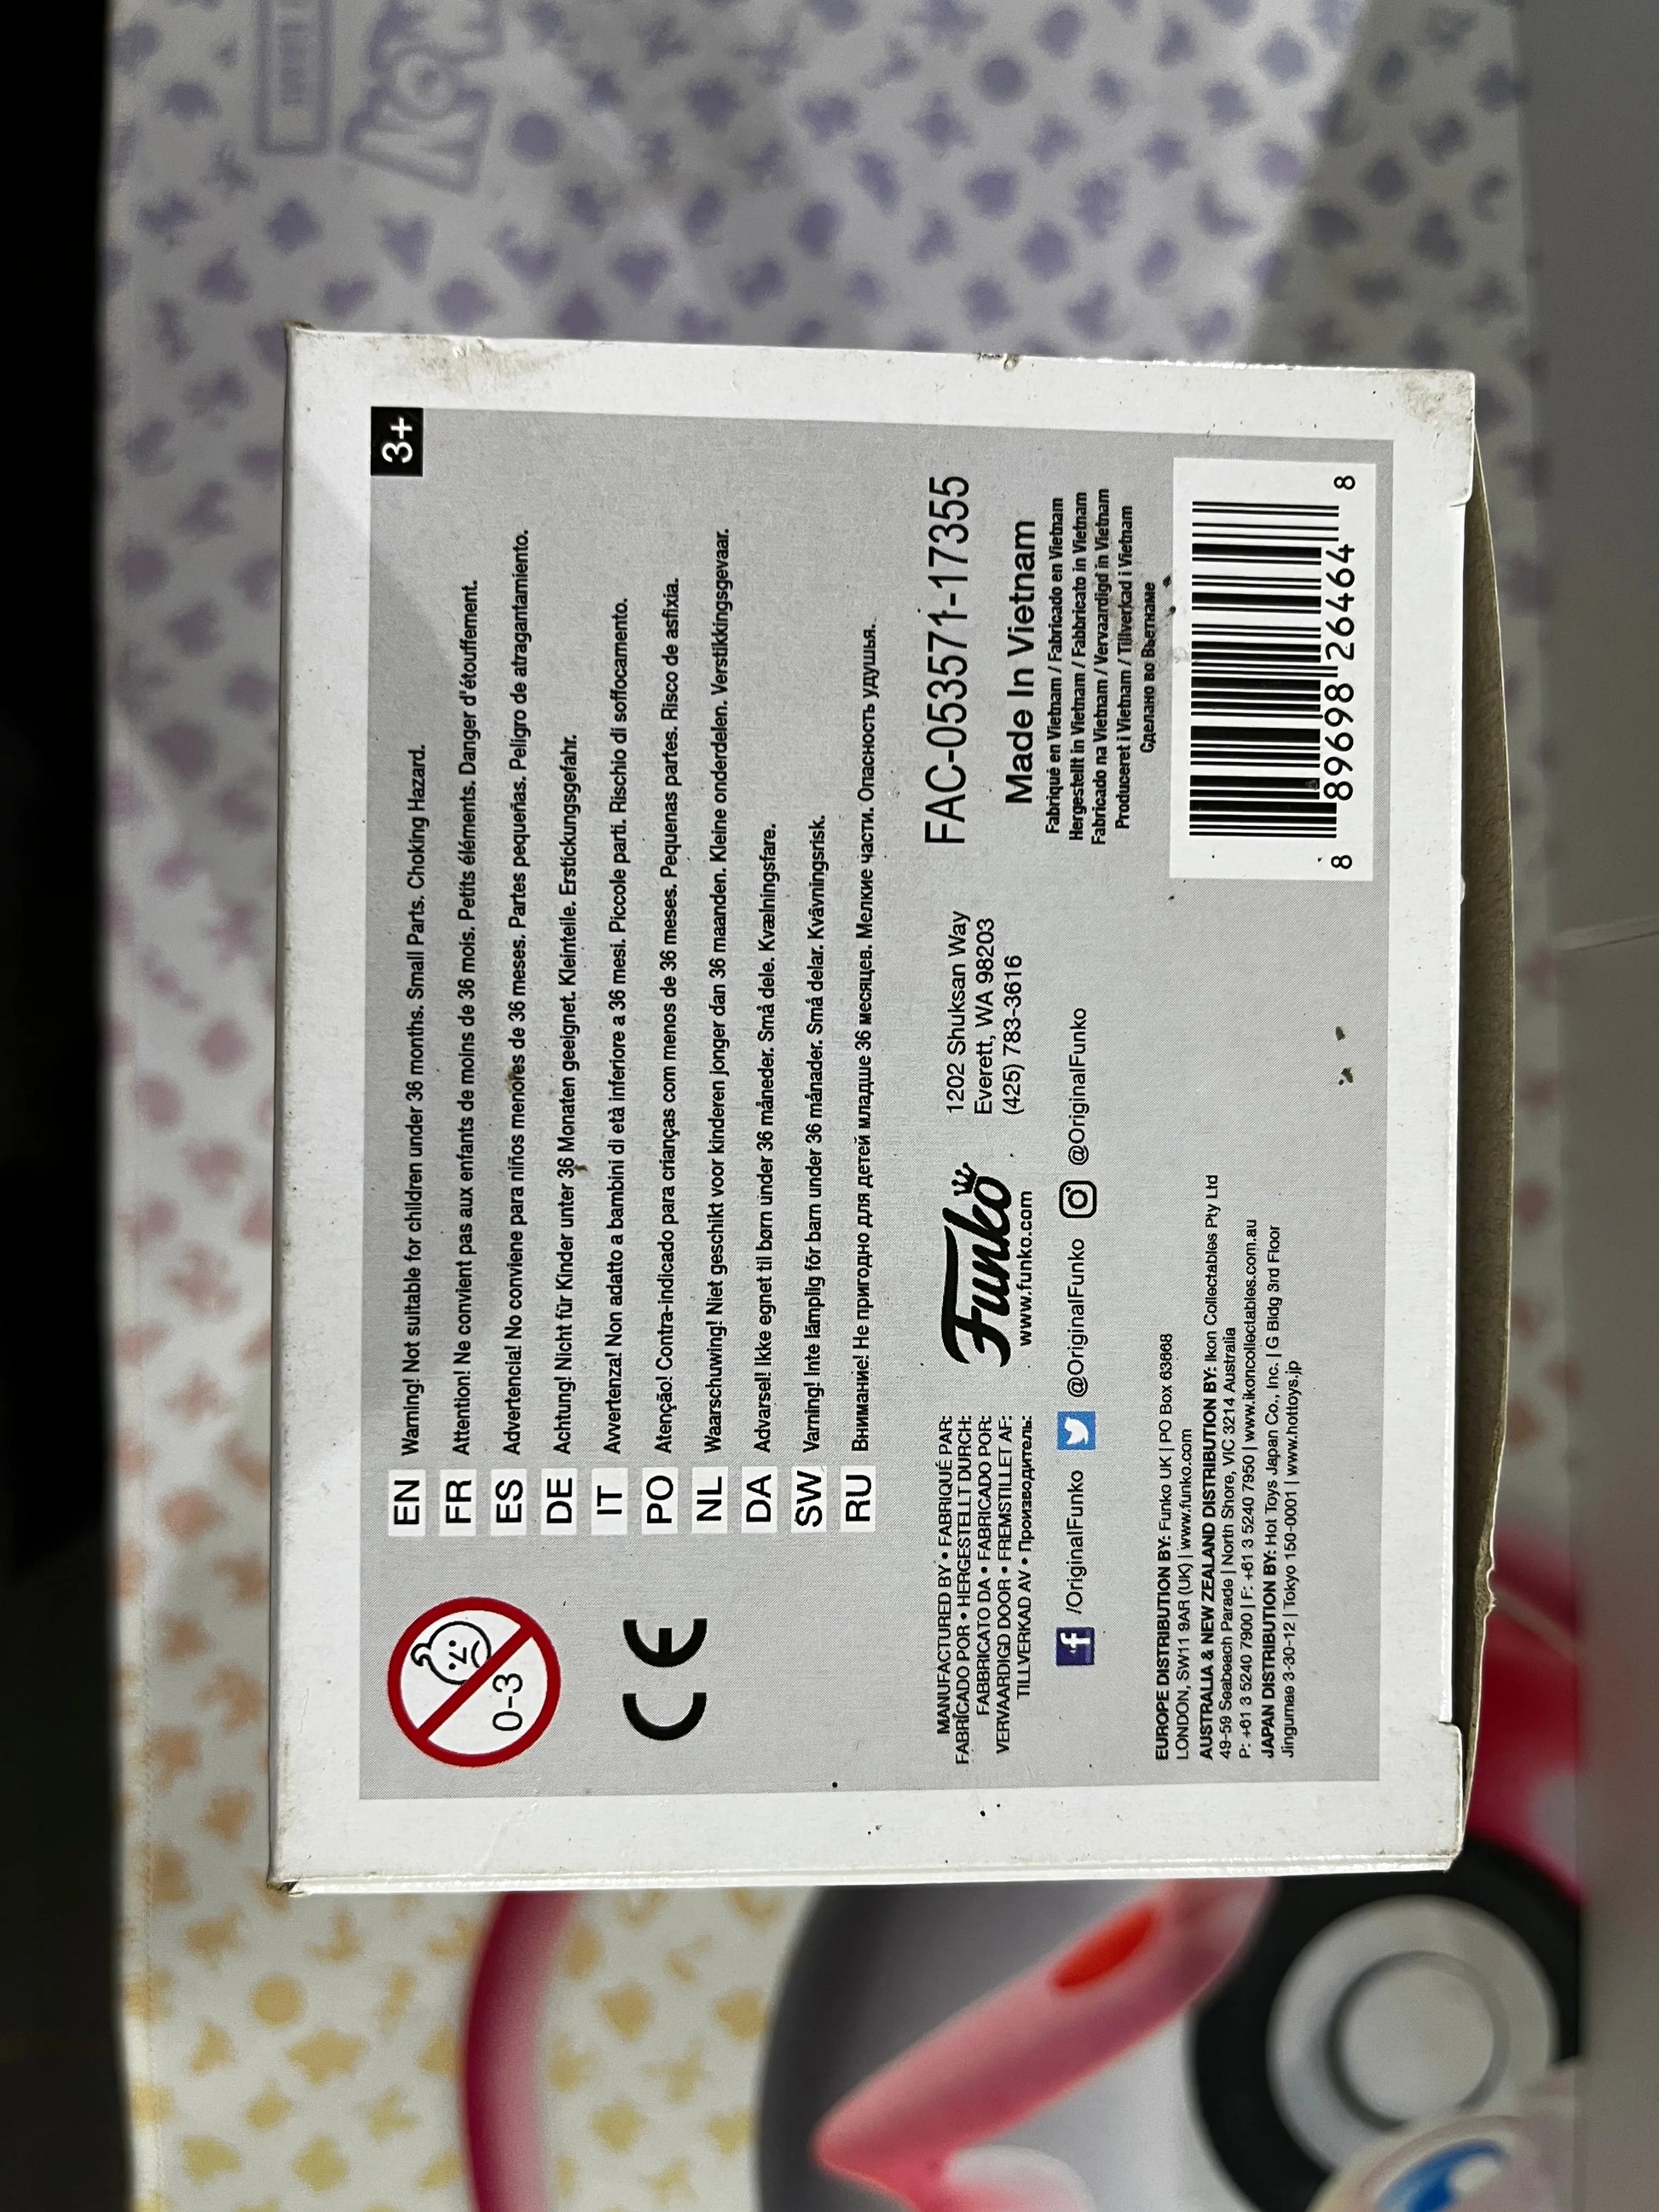 3+
0-3
CE
EN Warning! Not suitable for children under 36 months. Small Parts. Choking Hazard.
FR Attention! Ne convient pas aux enfants de moins de 36 mois. Petits éléments. Danger d'étouffement.
ES Advertencia! No conviene para niños menores de 36 meses. Partes pequeñas. Peligro de atragantamiento.
DE Achtung! Nicht für Kinder unter 36 Monaten geeignet. Kleinteile. Erstickungsgefahr.
IT Avvertenza! Non adatto a bambini di età inferiore a 36 mesi. Piccole parti. Rischio di soffocamento.
PO Atenção! Contra-indicado para crianças com menos de 36 meses. Pequenas partes. Risco de asfixia.
NL Waarschuwing! Niet geschikt voor kinderen jonger dan 36 maanden. Kleine onderdelen. Verstikkingsgevaar.
DA Advarsel! Ikke egnet til børn under 36 måneder. Små dele. Kvælningsfare.
SW Varning! Inte lämplig för barn under 36 månader. Små delar. Kvävningsrisk.
RU Внимание! Не пригодно для детей младше 36 месяцев. Мелкие части. Опасность удушья.
MANUFACTURED BY • FABRIQUÉ PAR:
FABRICADO POR • HERGESTELLT DURCH:
FABBRICATO DA • FABRICADO POR:
VERVAARDIGD DOOR • FREMSTILLET AF:
TILLVERKAD AV • Производитель:
Funko
www.funko.com
1202 Shuksan Way
Everett, WA 98203
(425) 783-3616
/OriginalFunko @OriginalFunko @OriginalFunko
EUROPE DISTRIBUTION BY: Funko UK | PO Box 63668
LONDON, SW11 9AR (UK) | www.funko.com
AUSTRALIA & NEW ZEALAND DISTRIBUTION BY: Ikon Collectables Pty Ltd
49-59 Seabeach Parade | North Shore, VIC 3214 Australia
P: +61 3 5240 7900 | F: +61 3 5240 7950 | www.ikoncollectables.com.au
JAPAN DISTRIBUTION BY: Hot Toys Japan Co., Inc. | G Bldg 3rd Floor
Jingumae 3-30-12 | Tokyo 150-0001 | www.hottoys.jp
FAC-053571-17355
Made In Vietnam
Fabriqué en Vietnam / Fabricado en Vietnam
Hergestellt in Vietnam / Fabbricato in Vietnam
Fabricado na Vietnam / Vervaardigd in Vietnam
Produceret i Vietnam / Tillverkad i Vietnam
Сделано во Вьетнаме
8 89698 26464 8